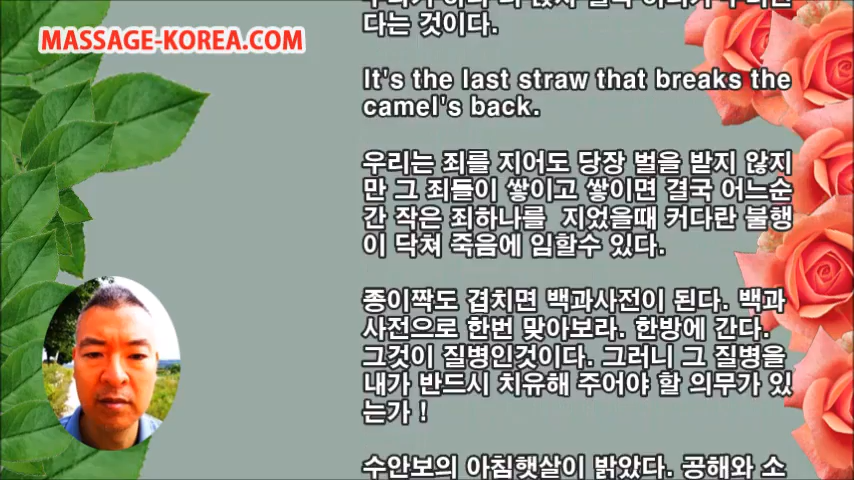 MASSAGE-KOREA.COM
다는 것이다.
It's the last straw that breaks the
camel's back.
우리는 죄를 지어도 당장 벌을 받지 않지
만 그 죄들이 쌓이고 쌓이면 결국 어느순
간 작은 죄하나를 지었을때 커다란 불행
이 닥쳐 죽음에 임할수 있다.
종이짝도 겹치면 백과사전이 된다. 백과
사전으로 한번 맞아보라. 한방에 간다.
그것이 질병인것이다. 그러니 그 질병을
내가 반드시 치유해 주어야 할 의무가 있
는가 !
수안보의 아침햇살이 밝았다. 공해와 소